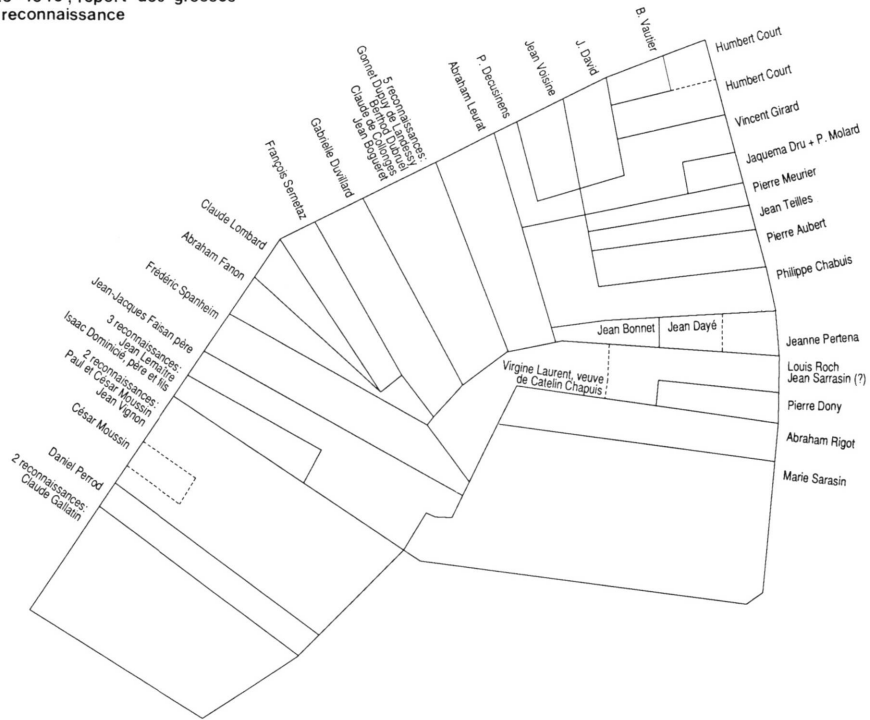 reconnaissance
Claude Gallatin
2 reconnaissances:
Daniel Perrod
César Moussin
Jean Vignon
Paul et César Moussin
2 reconnaissances:
Isaac Dominicié, père et fils
Jean Lemaître
3 reconnaissances:
Jean-Jacques Faisan père
Frédéric Spanheim
Abraham Fanon
Claude Lombard
François Sernetaz
Gabrielle Duvillard
5 reconnaissances:
Gonnet Dupuy de Landessy
Berthod Dubruel
Claude de Collonges
Jean Bogueret
Abraham Leurat
P. Decusinens
Jean Voisine
J. David
B. Vautier
Humbert Court
Humbert Court
Vincent Girard
Jaquema Dru + P. Molard
Pierre Meurier
Jean Teilles
Pierre Aubert
Philippe Chabuis
Jean Bonnet
Jean Dayé
Jeanne Pertena
Virgine Laurent, veuve
de Catelin Chapuis
Louis Roch
Jean Sarrasin (?)
Pierre Dony
Abraham Rigot
Marie Sarasin